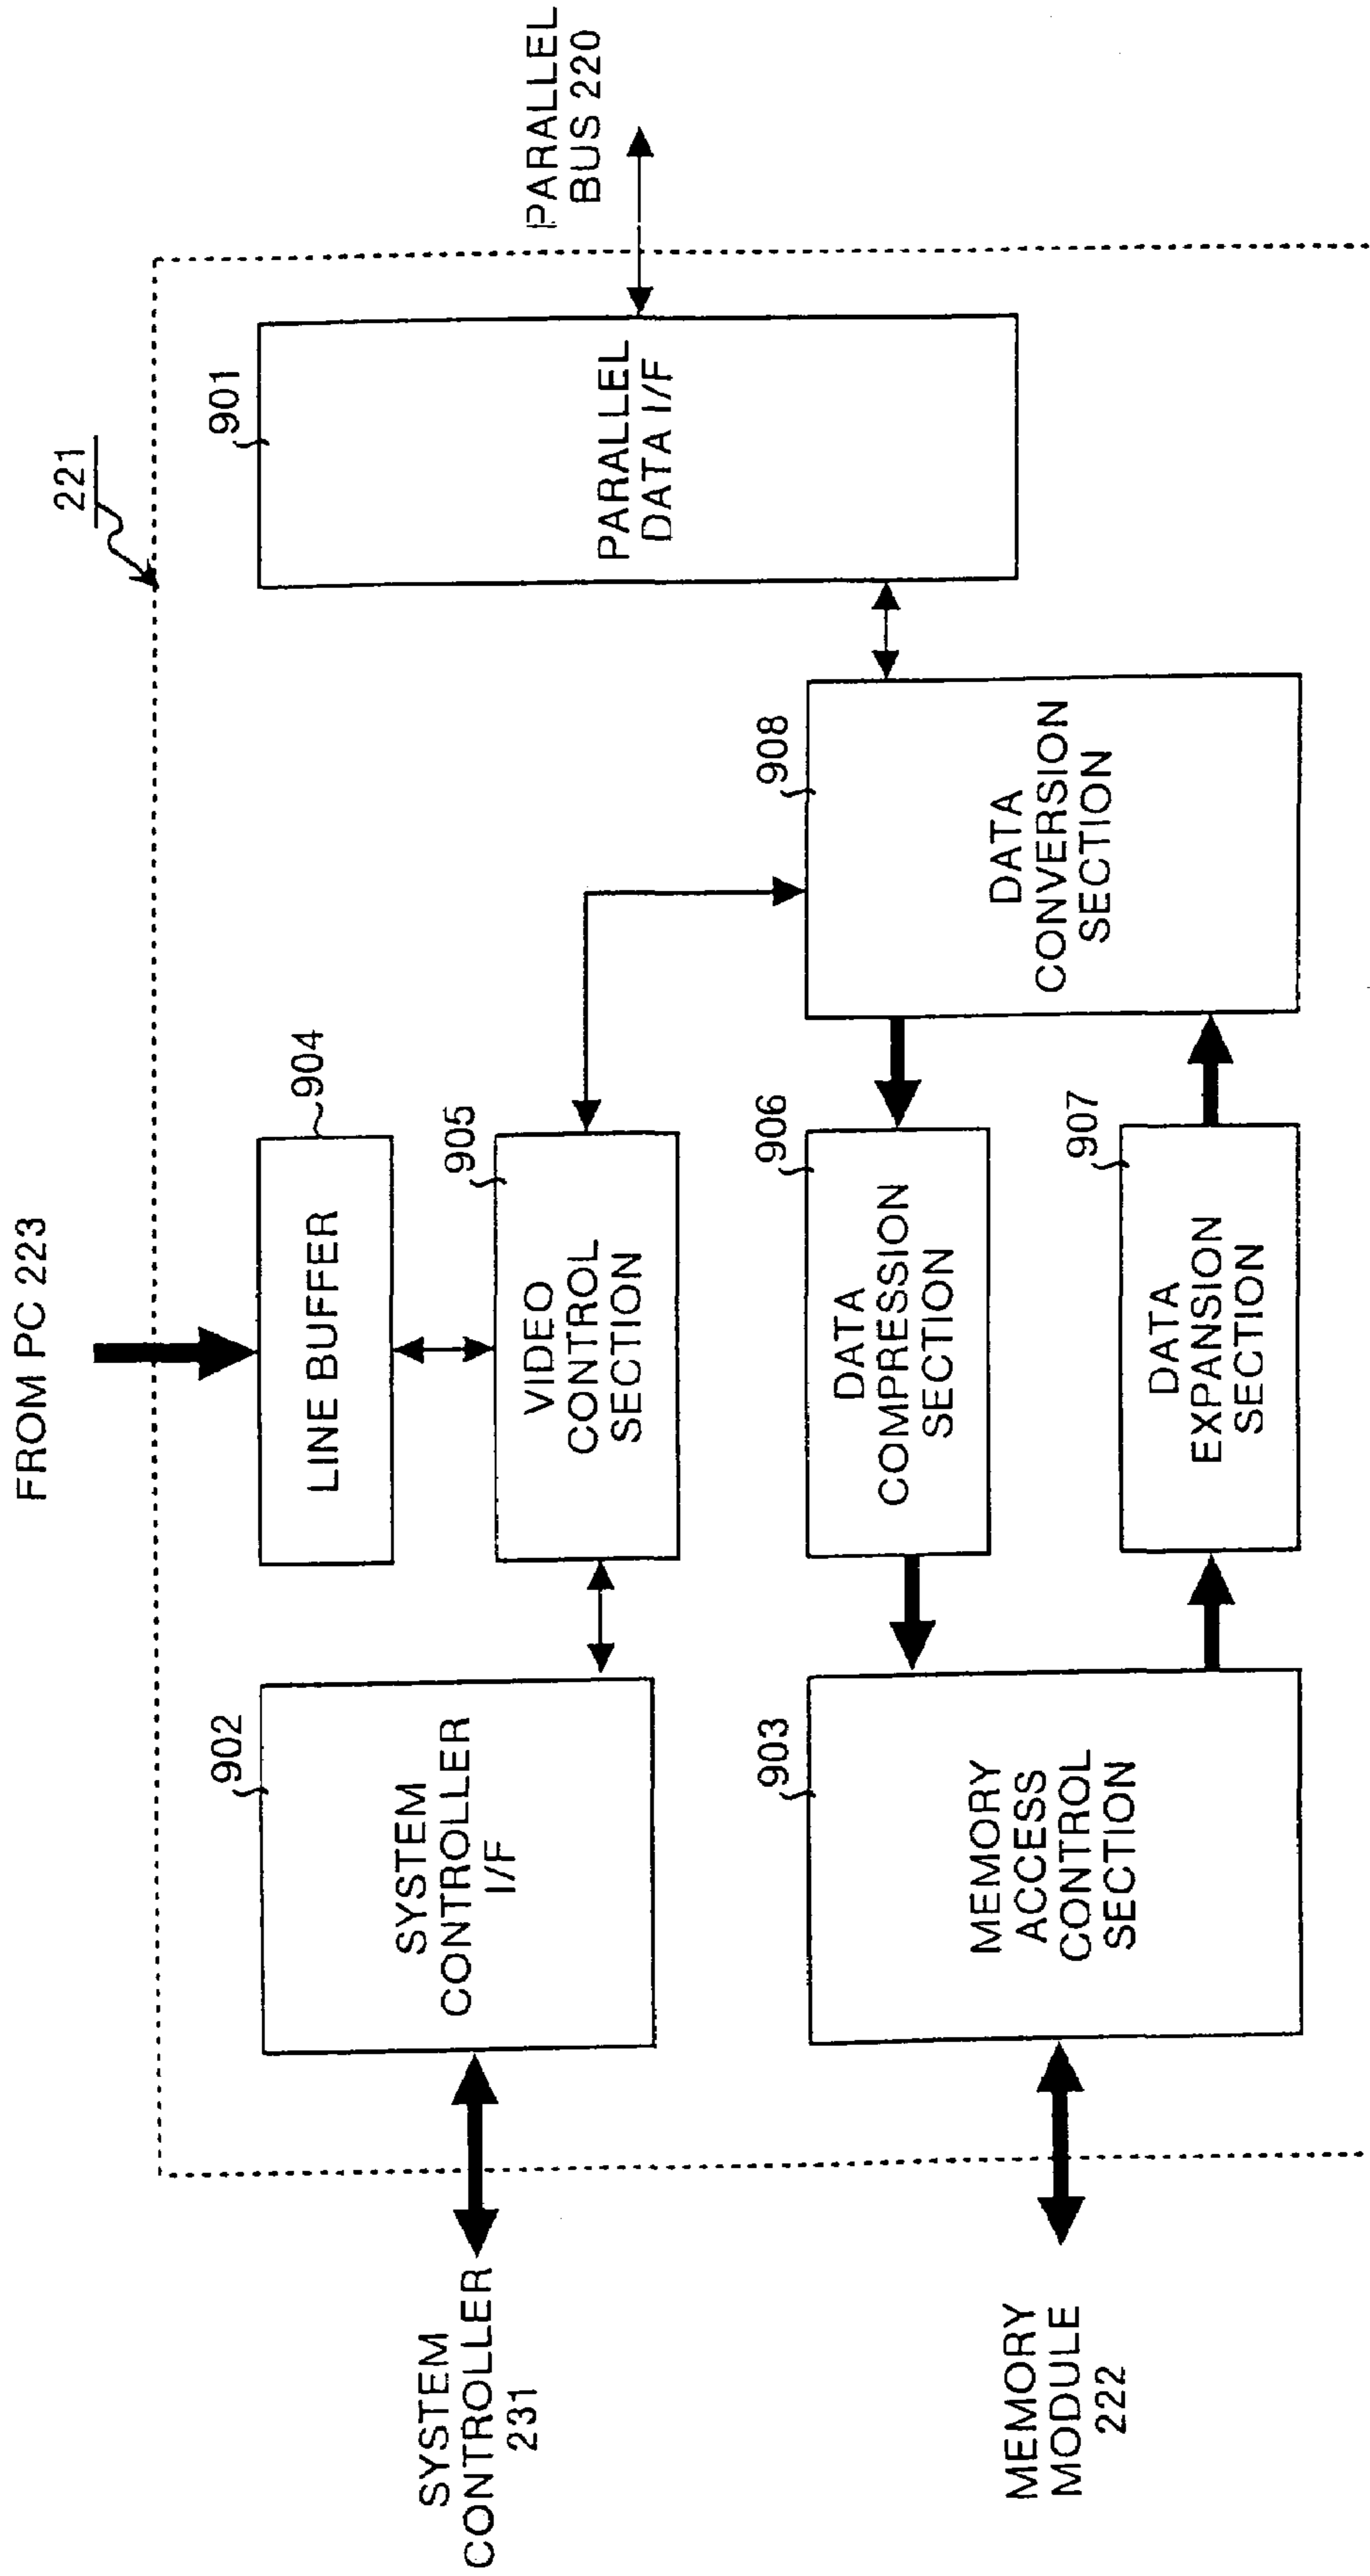 FROM PC 223
221
904
LINE BUFFER
902
SYSTEM
CONTROLLER
I/F
905
VIDEO
CONTROL
SECTION
901
PARALLEL
DATA I/F
PARALLEL
BUS 220
SYSTEM
CONTROLLER
231
903
MEMORY
ACCESS
CONTROL
SECTION
906
DATA
COMPRESSION
SECTION
907
DATA
EXPANSION
SECTION
908
DATA
CONVERSION
SECTION
MEMORY
MODULE
222